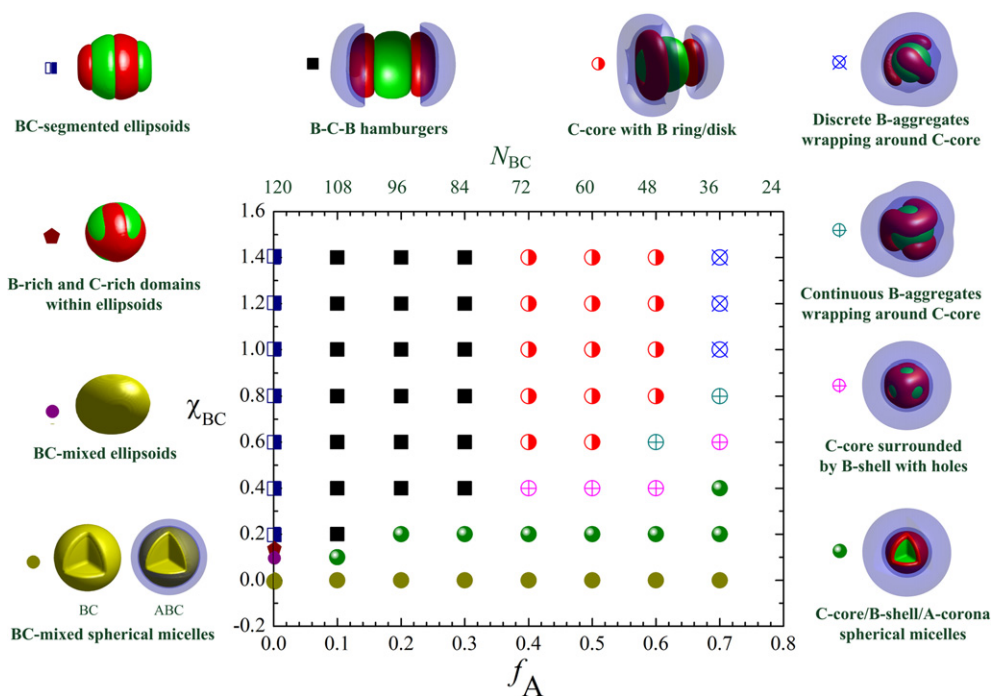 BC-segmented ellipsoids
B-C-B hamburgers
C-core with B ring/disk
Discrete B-aggregates
wrapping around C-core
N_BC
120 108 96 84 72 60 48 36 24
B-rich and C-rich domains
within ellipsoids
Continuous B-aggregates
wrapping around C-core
BC-mixed ellipsoids
C-core surrounded
by B-shell with holes
BC ABC
BC-mixed spherical micelles
C-core/B-shell/A-corona
spherical micelles
χ_BC
1.6
1.4
1.2
1.0
0.8
0.6
0.4
0.2
0.0
-0.2
0.0 0.1 0.2 0.3 0.4 0.5 0.6 0.7 0.8
f_A